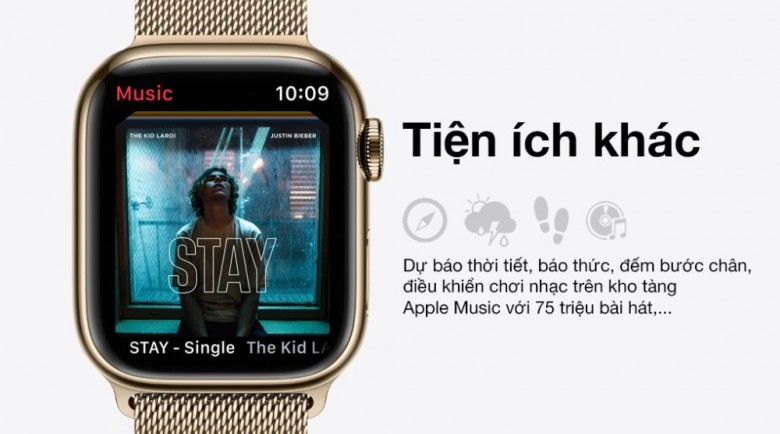 Music 10:09
THE KID LAROI JUSTIN BIEBER
STAY
STAY - Single The Kid LA
Tiện ích khác
Dự báo thời tiết, báo thức, đếm bước chân,
điều khiển chơi nhạc trên kho tàng
Apple Music với 75 triệu bài hát,...